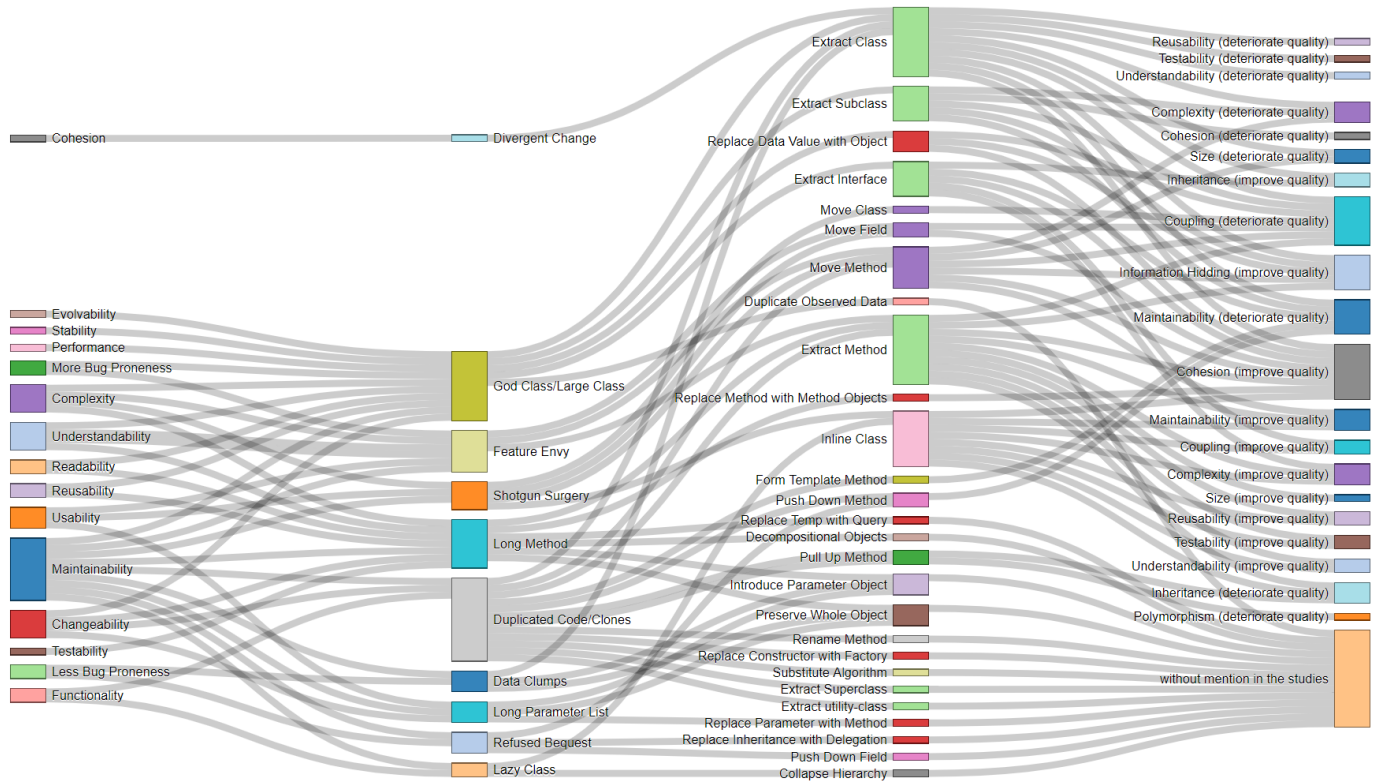 Cohesion
Evolvability
Stability
Performance
More Bug Proneness
Complexity
Understandability
Readability
Reusability
Usability
Maintainability
Changeability
Testability
Less Bug Proneness
Functionality
Divergent Change
God Class/Large Class
Feature Envy
Shotgun Surgery
Long Method
Duplicated Code/Clones
Data Clumps
Long Parameter List
Refused Bequest
Lazy Class
Extract Class
Extract Subclass
Replace Data Value with Object
Extract Interface
Move Class
Move Field
Move Method
Duplicate Observed Data
Extract Method
Replace Method with Method Objects
Inline Class
Form Template Method
Push Down Method
Replace Temp with Query
Decompositional Objects
Pull Up Method
Introduce Parameter Object
Preserve Whole Object
Rename Method
Replace Constructor with Factory
Substitute Algorithm
Extract Superclass
Extract utility-class
Replace Parameter with Method
Replace Inheritance with Delegation
Push Down Field
Collapse Hierarchy
Reusability (deteriorate quality)
Testability (deteriorate quality)
Understandability (deteriorate quality)
Complexity (deteriorate quality)
Cohesion (deteriorate quality)
Size (deteriorate quality)
Inheritance (improve quality)
Coupling (deteriorate quality)
Information Hidding (improve quality)
Maintainability (deteriorate quality)
Cohesion (improve quality)
Maintainability (improve quality)
Coupling (improve quality)
Complexity (improve quality)
Size (improve quality)
Reusability (improve quality)
Testability (improve quality)
Understandability (improve quality)
Inheritance (deteriorate quality)
Polymorphism (deteriorate quality)
without mention in the studies